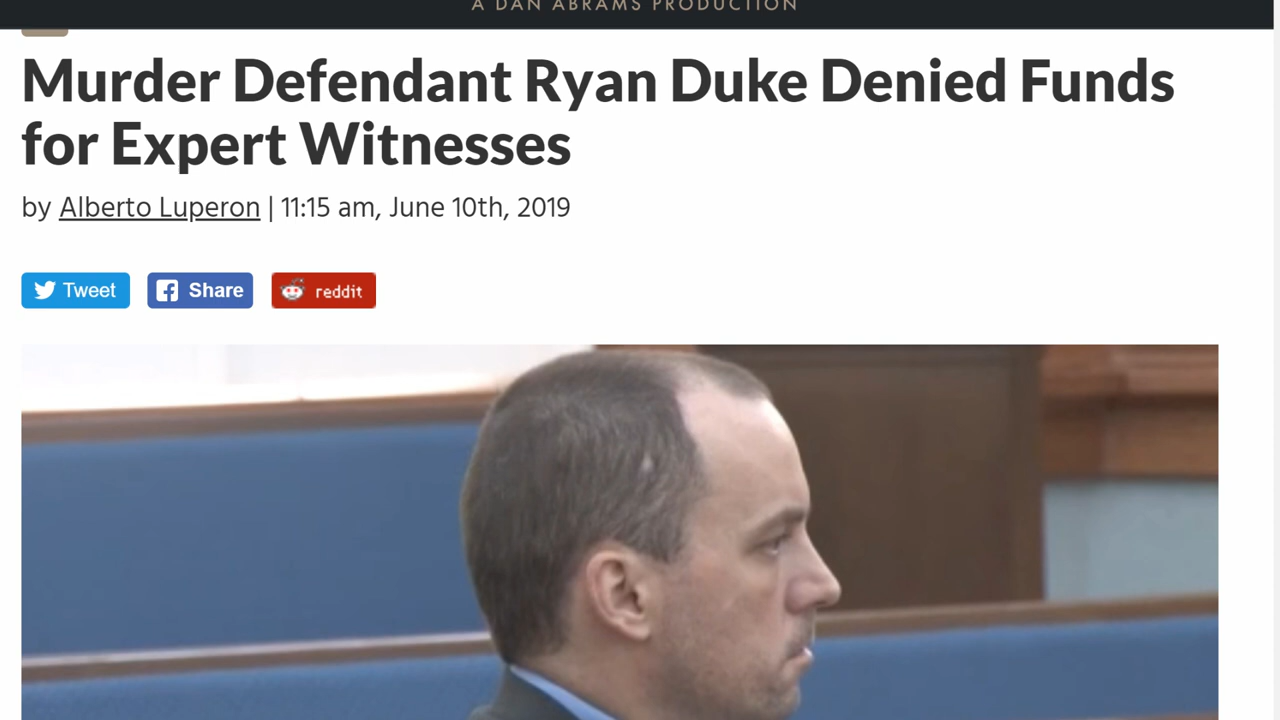 A DAN ABRAMS PRODUCTION
Murder Defendant Ryan Duke Denied Funds
for Expert Witnesses
by Alberto Luperon | 11:15 am, June 10th, 2019
Tweet
Share
reddit